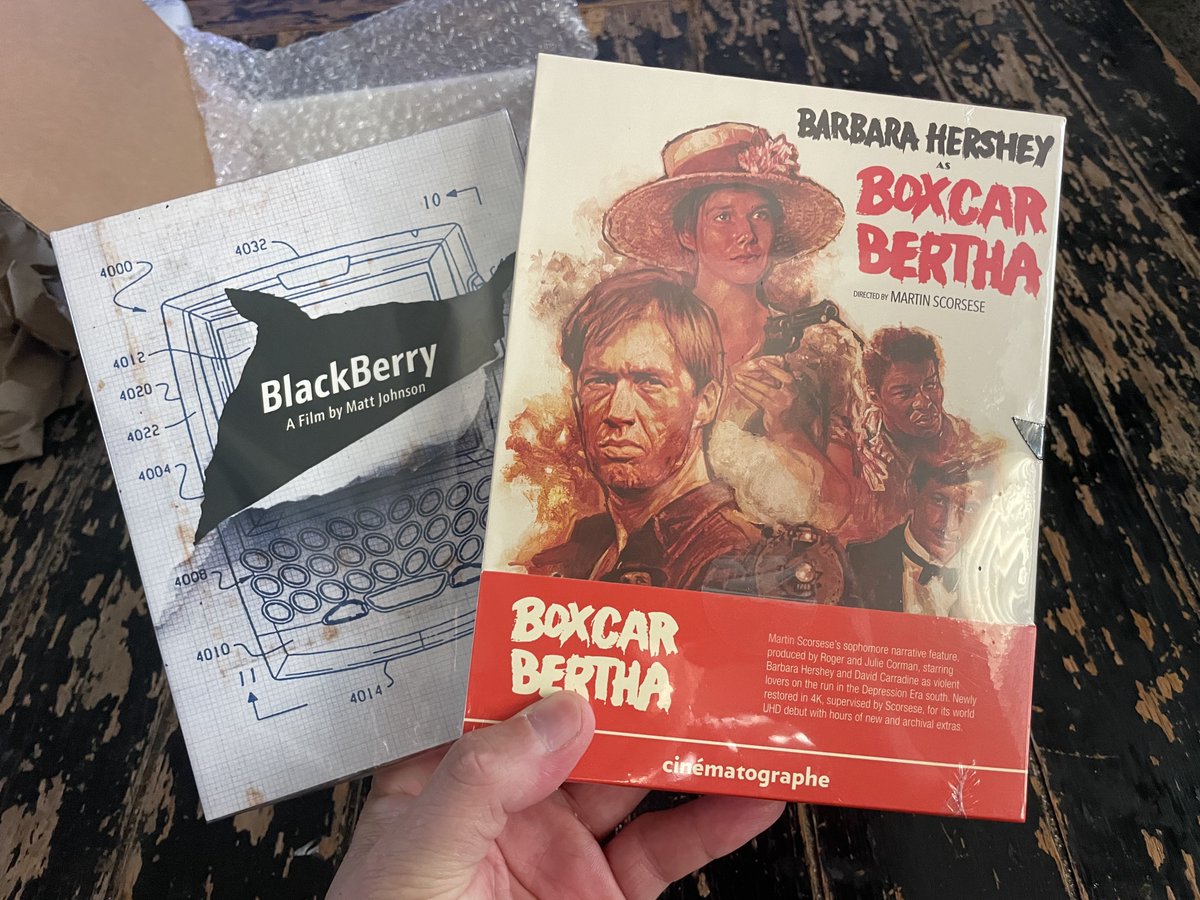 10
4032
4000
4012
4020
4022
4004
4008
4010
11
4014
BlackBerry
A Film by Matt Johnson
BARBARA HERSHEY
AS
BOXCAR
BERTHA
DIRECTED BY MARTIN SCORSESE
BOXCAR
BERTHA
Martin Scorsese's sophomore narrative feature,
produced by Roger and Julie Corman, starring
Barbara Hershey and David Carradine as violent
lovers on the run in the Depression Era south. Newly
restored in 4K, supervised by Scorsese, for its world
UHD debut with hours of new and archival extras.
cinématographe